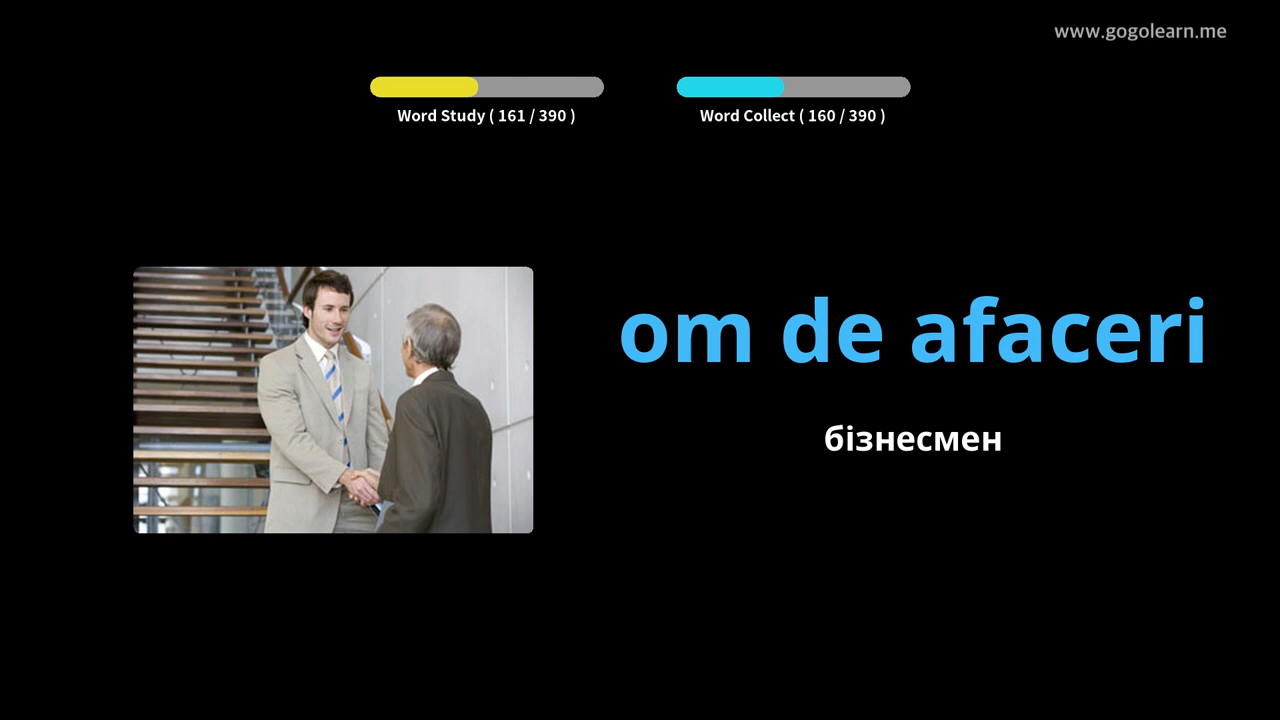 www.gogolearn.me
Word Study ( 161 / 390 )
Word Collect ( 160 / 390 )
om de afaceri
бізнесмен